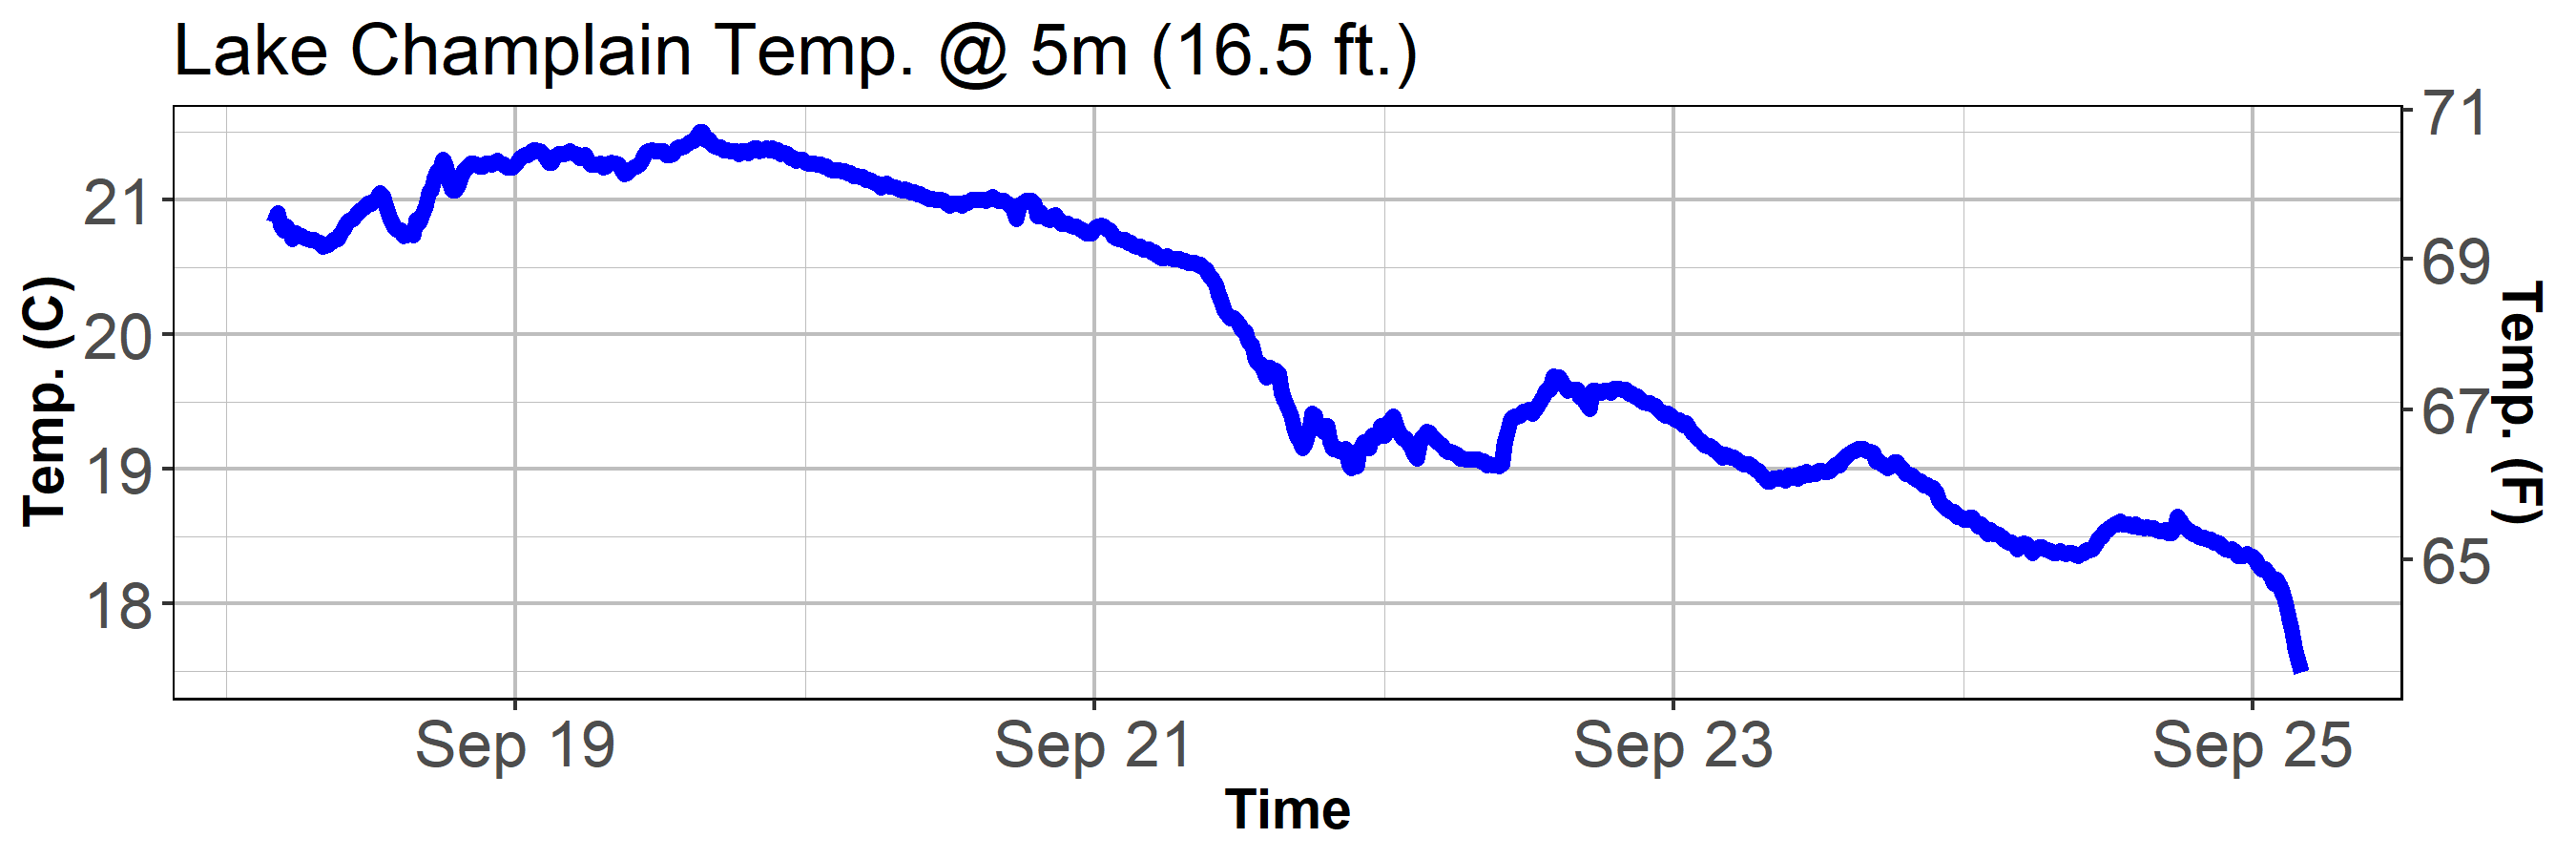 Lake Champlain Temp. @ 5m (16.5 ft.)
Temp. (C)
21
20
19
18
71
69
67
65
Temp. (F)
Sep 19
Sep 21
Sep 23
Sep 25
Time